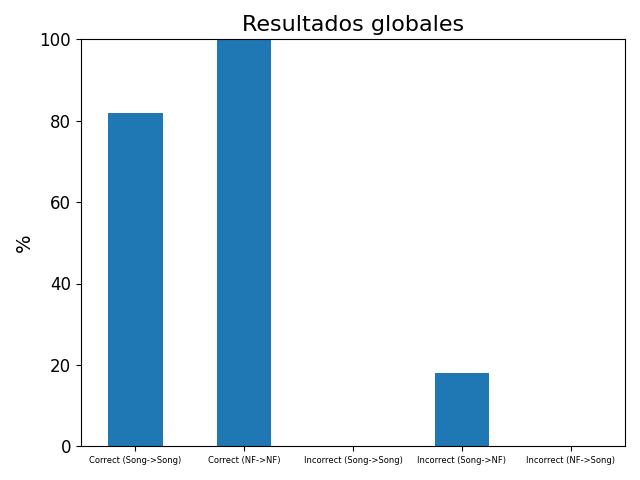 Resultados globales
100
80
60
40
20
0
%
Correct (Song->Song)
Correct (NF->NF)
Incorrect (Song->Song)
Incorrect (Song->NF)
Incorrect (NF->Song)